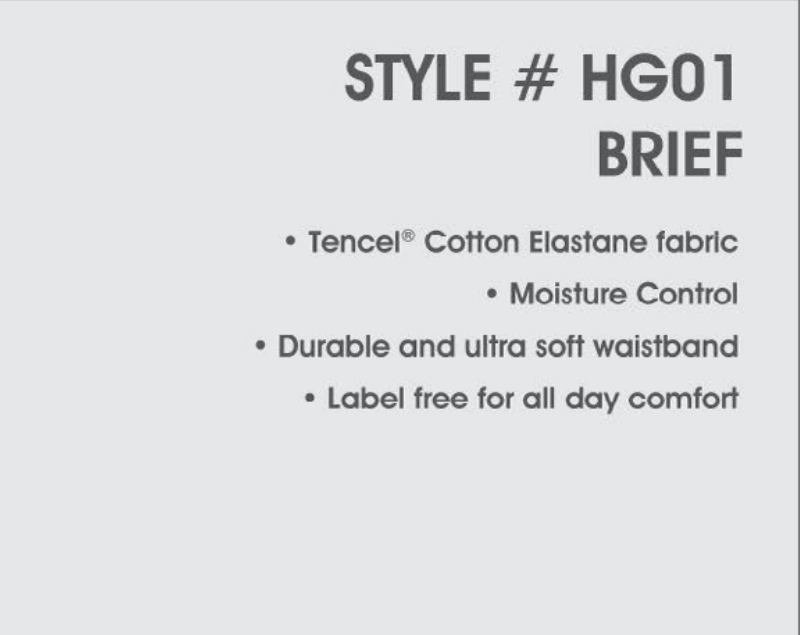 STYLE # HG01
BRIEF
• Tencel® Cotton Elastane fabric
• Moisture Control
• Durable and ultra soft waistband
• Label free for all day comfort